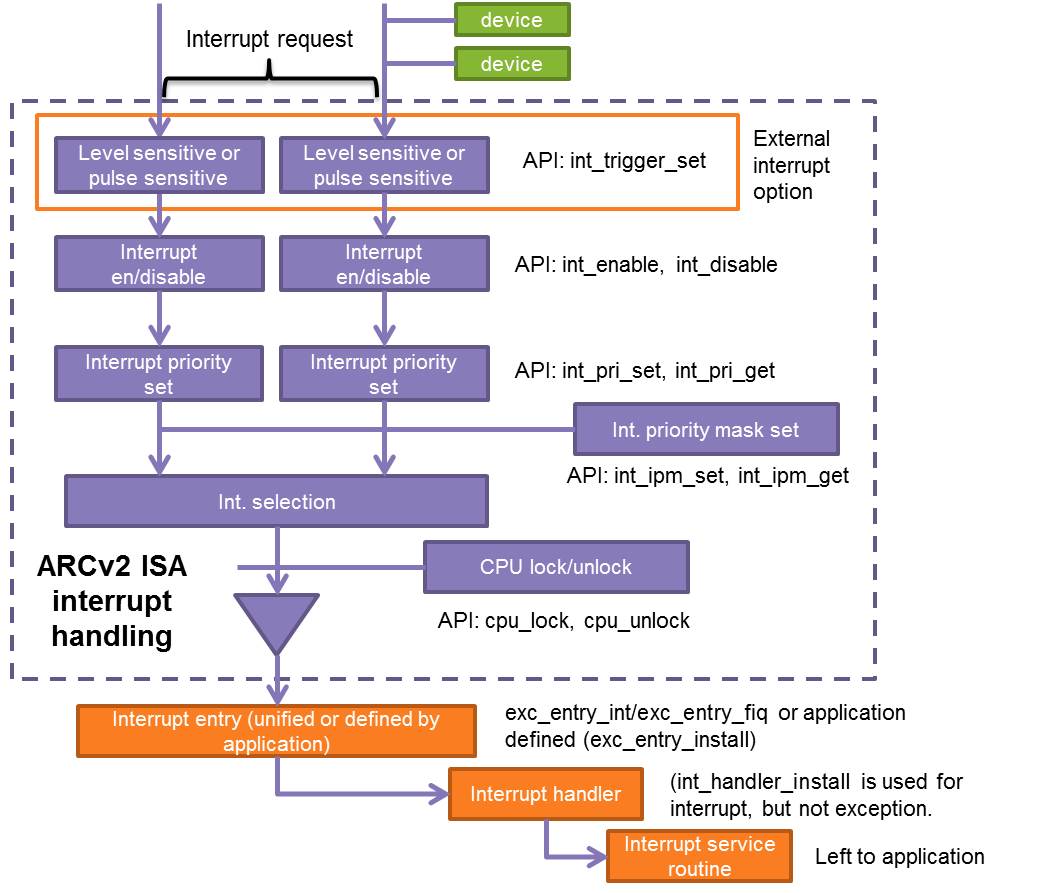 device
Interrupt request
device
Level sensitive or
pulse sensitive
Level sensitive or
pulse sensitive
API: int_trigger_set
External
interrupt
option
Interrupt
en/disable
Interrupt
en/disable
API: int_enable, int_disable
Interrupt priority
set
Interrupt priority
set
API: int_pri_set, int_pri_get
Int. priority mask set
API: int_ipm_set, int_ipm_get
Int. selection
ARCv2 ISA
interrupt
handling
CPU lock/unlock
API: cpu_lock, cpu_unlock
Interrupt entry (unified or defined by
application)
exc_entry_int/exc_entry_fiq or application
defined (exc_entry_install)
Interrupt handler
(int_handler_install is used for
interrupt, but not exception.
Interrupt service
routine
Left to application